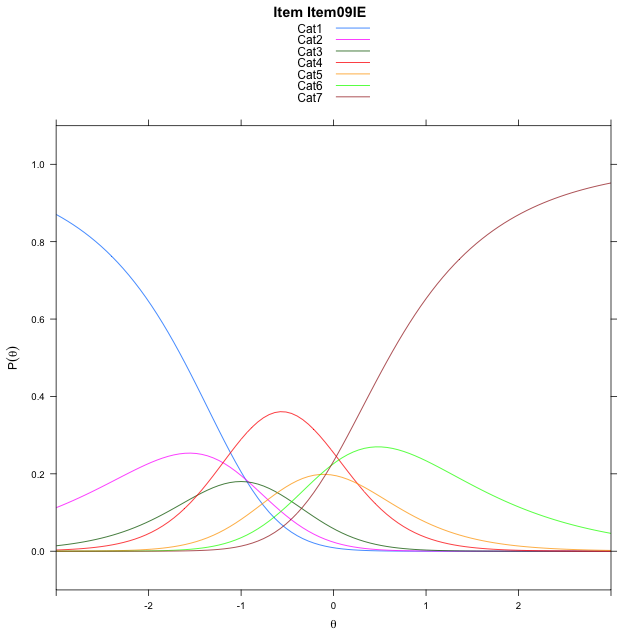 Item Item09IE
Cat1
Cat2
Cat3
Cat4
Cat5
Cat6
Cat7
1.0
0.8
0.6
0.4
0.2
0.0
P(θ)
-2 -1 0 1 2
θ